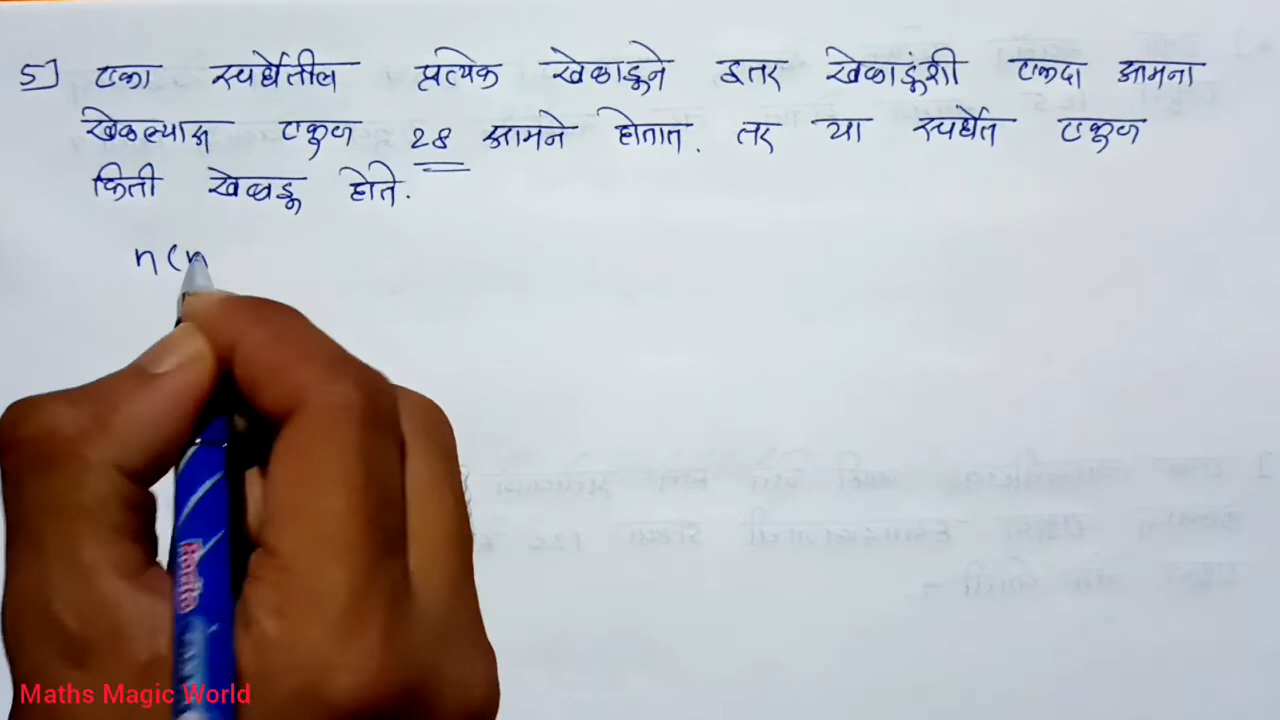 5] एका स्पर्धेतील प्रत्येक खेळाडूने इतर खेळाडूंशी एकदा सामना
खेळल्यास एकूण 28 सामने होतात. तर या स्पर्धेत एकूण
किती खेळाडू होते.
n(n
Maths Magic World